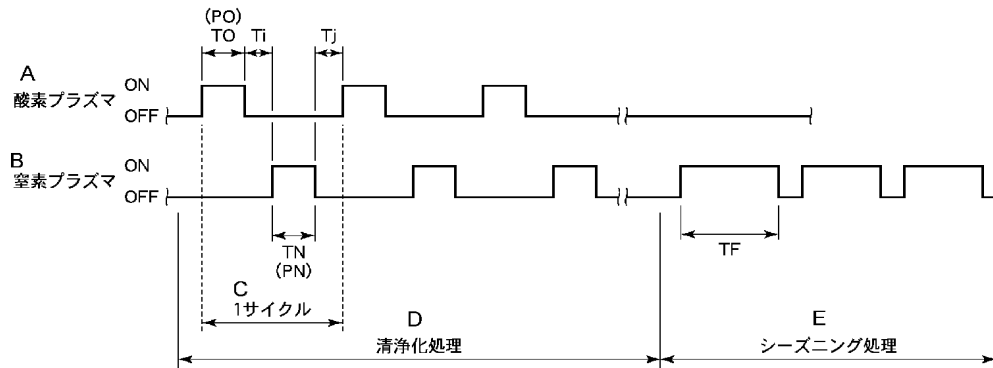 (PO)
TO Ti Tj
A
酸素プラズマ
ON
OFF
B
窒素プラズマ
ON
OFF
TN
(PN)
TF
C
1サイクル
D
清浄化処理
E
シーズニング処理